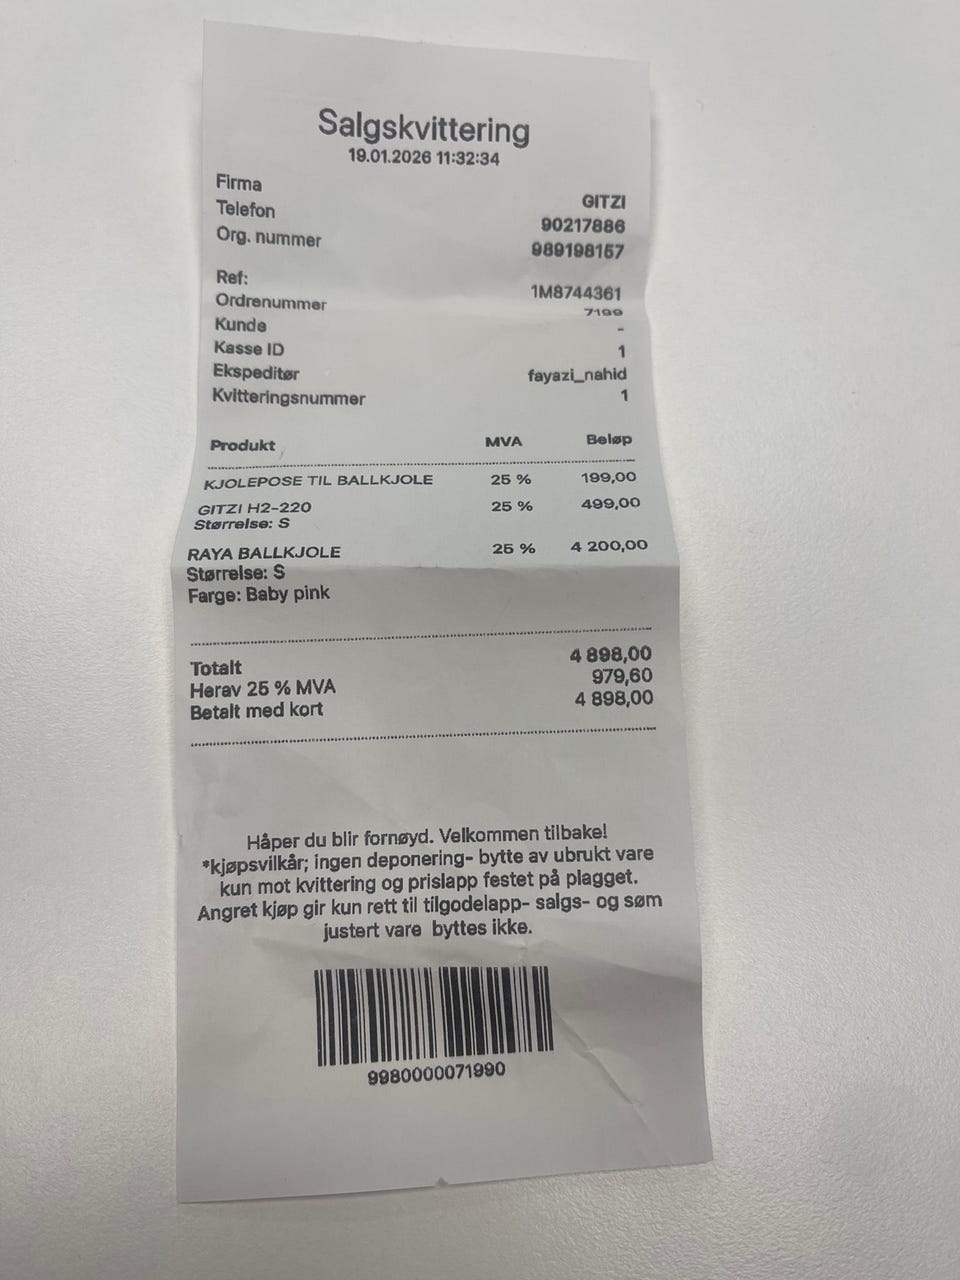 Salgskvittering
19.01.2026 11:32:34
Firma GITZI
Telefon 90217886
Org. nummer 989198157
Ref: 1M8744361
Ordrenummer 7199
Kunde -
Kasse ID 1
Ekspeditør fayazi_nahid
Kvitteringsnummer 1
Produkt MVA Beløp
KJOLEPOSE TIL BALLKJOLE 25 % 199,00
GITZI H2-220 25 % 499,00
Størrelse: S
RAYA BALLKJOLE 25 % 4 200,00
Størrelse: S
Farge: Baby pink
Totalt 4 898,00
Herav 25 % MVA 979,60
Betalt med kort 4 898,00
Håper du blir fornøyd. Velkommen tilbake!
*kjøpsvilkår; ingen deponering- bytte av ubrukt vare
kun mot kvittering og prislapp festet på plagget.
Angret kjøp gir kun rett til tilgodelapp- salgs- og søm
justert vare byttes ikke.
9980000071990